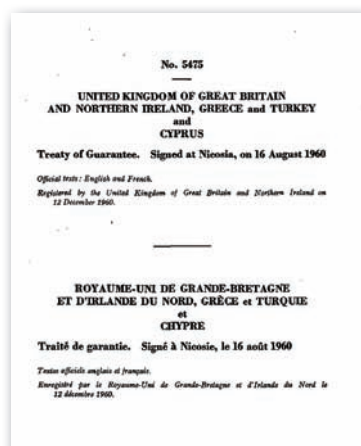 No. 5475
UNITED KINGDOM OF GREAT BRITAIN
AND NORTHERN IRELAND, GREECE and TURKEY
and
CYPRUS
Treaty of Guarantee. Signed at Nicosia, on 16 August 1960
Official texts: English and French.
Registered by the United Kingdom of Great Britain and Northern Ireland on
12 December 1960.
ROYAUME-UNI DE GRANDE-BRETAGNE
ET D'IRLANDE DU NORD, GRÈCE et TURQUIE
et
CHYPRE
Traité de garantie. Signé à Nicosie, le 16 août 1960
Textes officiels anglais et français.
Enregistré par le Royaume-Uni de Grande-Bretagne et d'Irlande du Nord le
12 décembre 1960.